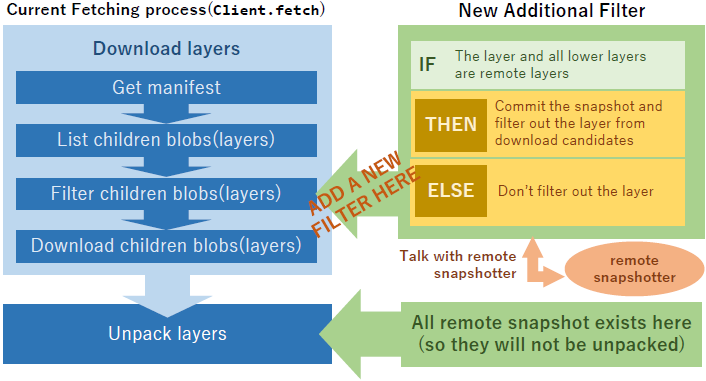 Current Fetching process(Client.fetch)
Download layers
Get manifest
List children blobs(layers)
Filter children blobs(layers)
Download children blobs(layers)
Unpack layers
New Additional Filter
IF
The layer and all lower layers
are remote layers
THEN
Commit the snapshot and
filter out the layer from
download candidates
ELSE
Don't filter out the layer
ADD A NEW
FILTER HERE
Talk with remote
snapshotter
remote
snapshotter
All remote snapshot exists here
(so they will not be unpacked)